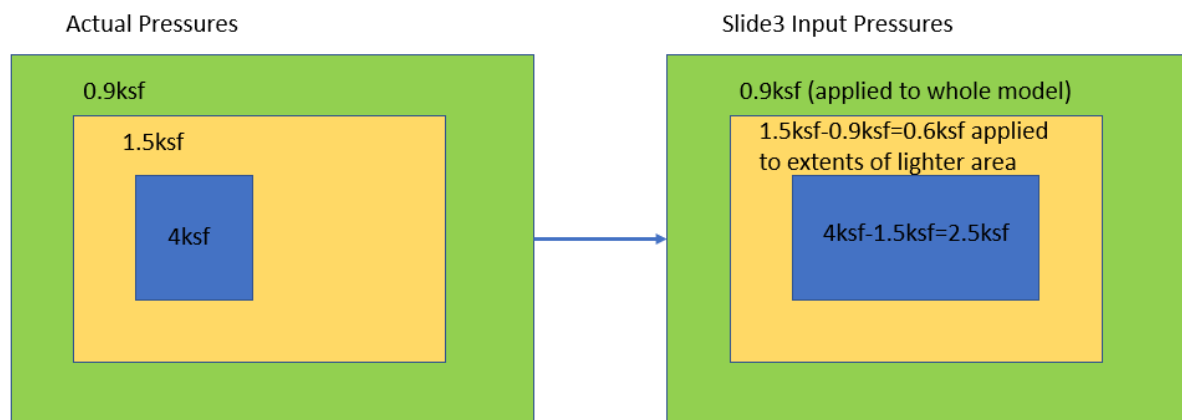 Actual Pressures
0.9ksf
1.5ksf
4ksf
Slide3 Input Pressures
0.9ksf (applied to whole model)
1.5ksf-0.9ksf=0.6ksf applied
to extents of lighter area
4ksf-1.5ksf=2.5ksf